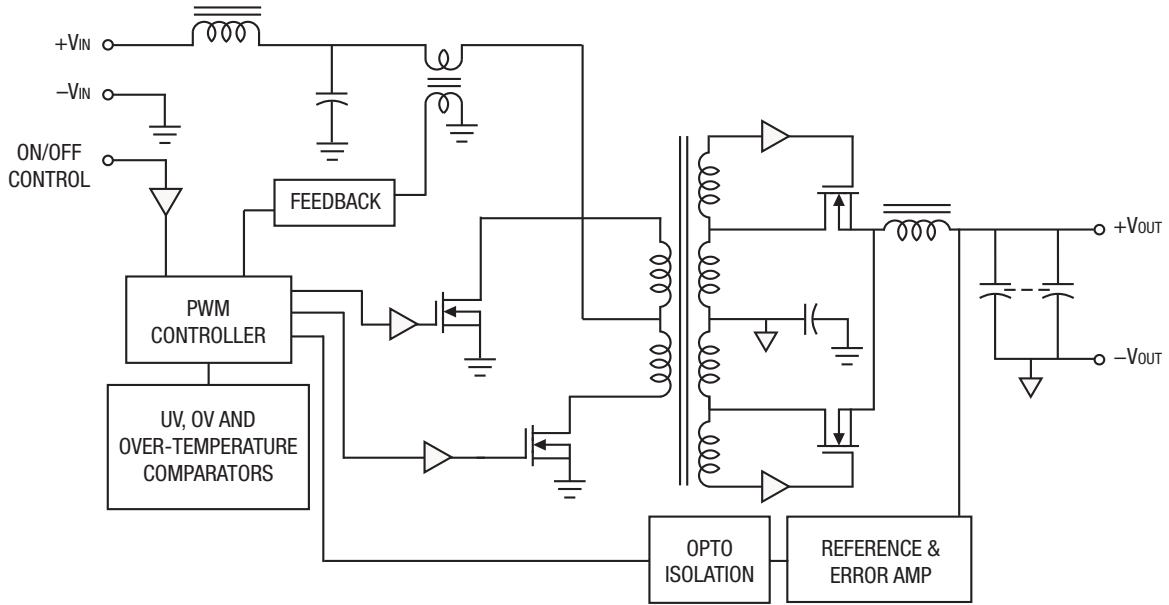 +VIN
−VIN
ON/OFF
CONTROL
FEEDBACK
PWM
CONTROLLER
UV, OV AND
OVER-TEMPERATURE
COMPARATORS
+VOUT
−VOUT
OPTO
ISOLATION
REFERENCE &
ERROR AMP